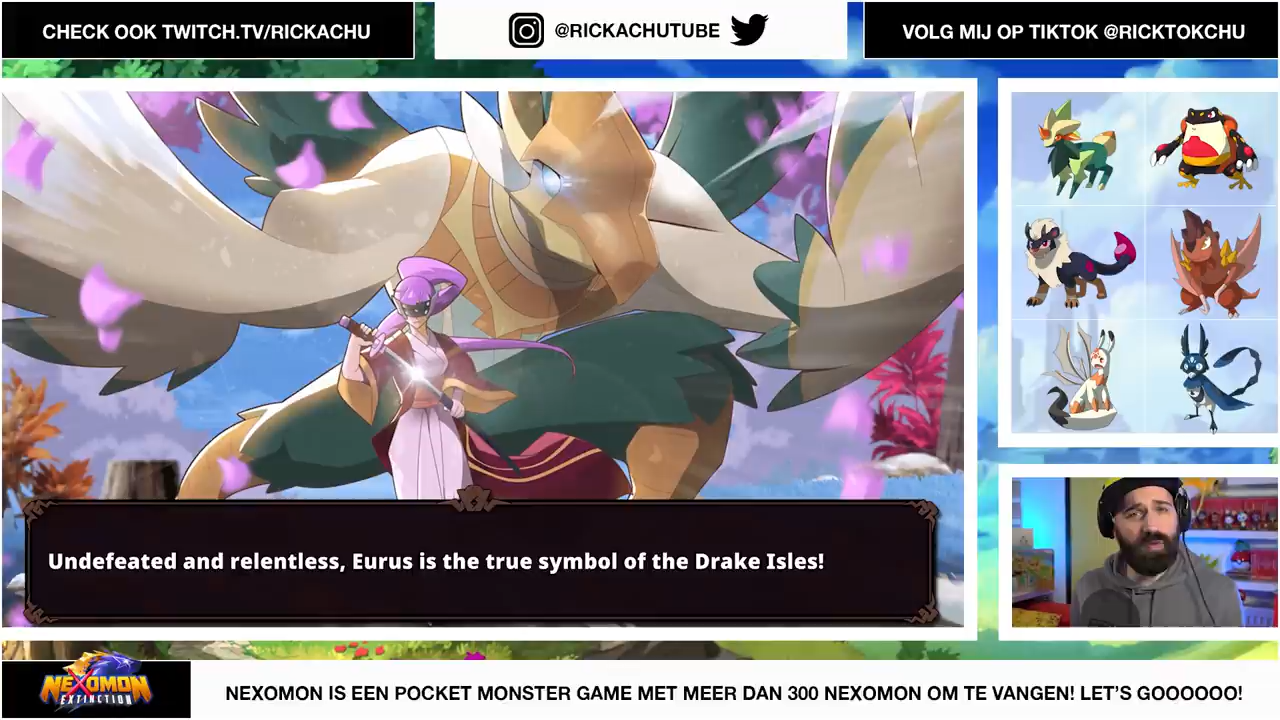 CHECK OOK TWITCH.TV/RICKACHU
@RICKACHUTUBE
VOLG MIJ OP TIKTOK @RICKTOKCHU
Undefeated and relentless, Eurus is the true symbol of the Drake Isles!
NEXOMON
EXTINCTION
NEXOMON IS EEN POCKET MONSTER GAME MET MEER DAN 300 NEXOMON OM TE VANGEN! LET'S GOOOOOO!